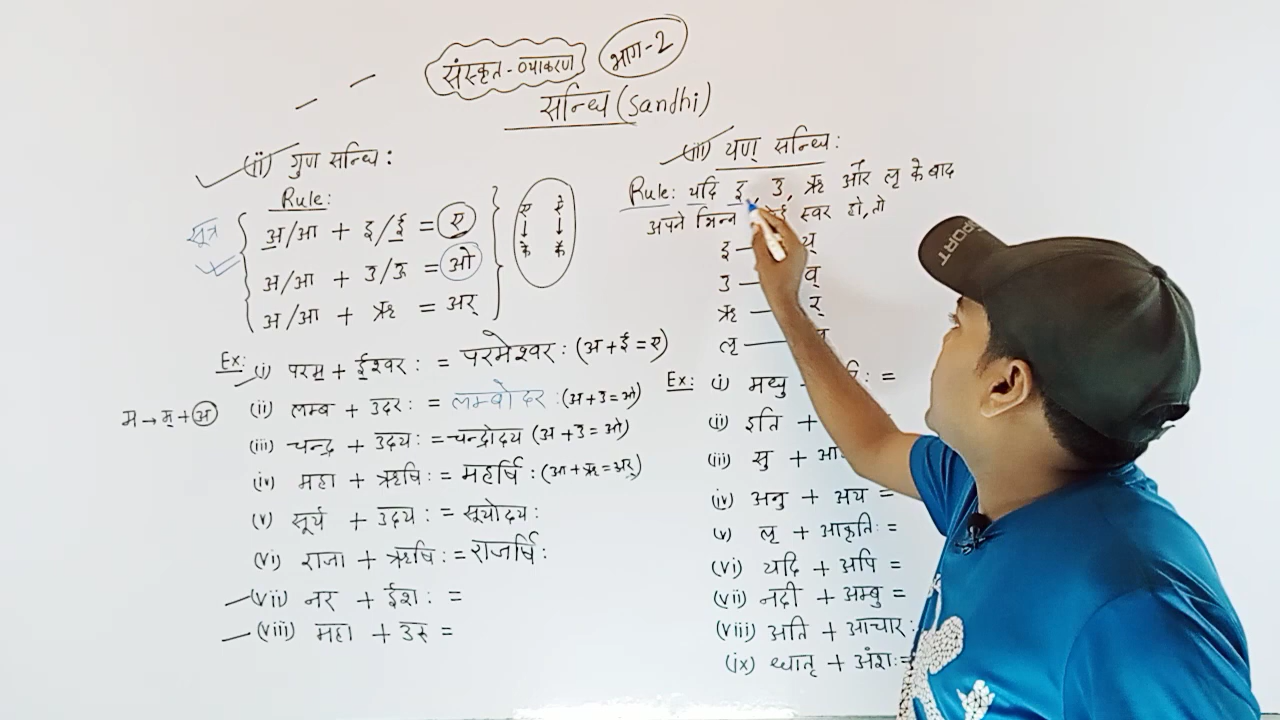 संस्कृत - व्याकरण भाग-2
सन्धि (Sandhi)
(ii) गुण सन्धि :
Rule:
सूत्र
अ/आ + इ/ई = ए
अ/आ + उ/ऊ = ओ
अ/आ + ऋ = अर्
ए ऐ
↓ ↓
के कै
Ex: (i) परम + ईश्वर: = परमेश्वर: (अ+ई=ए)
म → म् + अ
(ii) लम्ब + उदर: = लम्बोदर: (अ+उ=ओ)
(iii) चन्द्र + उदय: = चन्द्रोदय (अ+उ=ओ)
(iv) महा + ऋषि: = महर्षि: (आ+ऋ=अर्)
(v) सूर्य + उदय: = सूर्योदय:
(vi) राजा + ऋषि: = राजर्षि:
(vii) नर + ईश: =
(viii) महा + उरु =
(iii) यण् सन्धि :
Rule: यदि इ, उ, ऋ और लृ के बाद
अपने भिन्न स्वर हो, तो
इ — य्
उ — व्
ऋ — र्
लृ —
Ex: (i) मधु =
(ii) इति +
(iii) सु + आ
(iv) अनु + अय =
(v) लृ + आकृति: =
(vi) यदि + अपि =
(vii) नदी + अम्बु =
(viii) अति + आचार:
(ix) धातृ + अंश: =
PORT